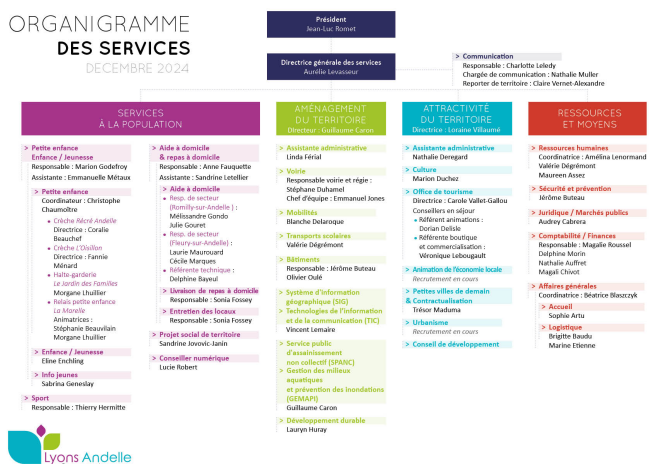 ORGANIGRAMME
DES SERVICES
DECEMBRE 2024
Président
Jean-Luc Romet
Directrice générale des services
Aurélie Levasseur
> Communication
Responsable : Charlotte Leledy
Chargée de communication : Nathalie Muller
Reporter de territoire : Claire Vernet-Alexandre
SERVICES
À LA POPULATION
> Petite enfance
Enfance / Jeunesse
Responsable : Marion Godefroy
Assistante : Emmanuelle Métaux
> Petite enfance
Coordinateur : Christophe
Chaumoître
• Crèche Récré Andelle
Directrice : Coralie
Beauchef
• Crèche L'Oisillon
Directrice : Fannie
Ménard
• Halte-garderie
Le Jardin des Familles
Morgane Lhuillier
• Relais petite enfance
La Marelle
Animatrices :
Stéphanie Beauvilain
Morgane Lhuillier
> Enfance / Jeunesse
Eline Enchling
> Info jeunes
Sabrina Geneslay
> Sport
Responsable : Thierry Hermitte
> Aide à domicile
& repas à domicile
Responsable : Anne Fauquette
Assistante : Sandrine Letellier
> Aide à domicile
• Resp. de secteur
(Romilly-sur-Andelle ) :
Mélissandre Gondo
Julie Gouret
• Resp. de secteur
(Fleury-sur-Andelle) :
Laurie Maurouard
Cécile Marques
• Référente technique :
Delphine Bayeul
> Livraison de repas à domicile
Responsable : Sonia Fossey
> Entretien des locaux
Responsable : Sonia Fossey
> Projet social de territoire
Sandrine Jovovic-Janin
> Conseiller numérique
Lucie Robert
AMÉNAGEMENT
DU TERRITOIRE
Directeur : Guillaume Caron
> Assistante administrative
Linda Férial
> Voirie
Responsable voirie et régie :
Stéphane Duhamel
Chef d'équipe : Emmanuel Jones
> Mobilités
Blanche Delaroque
> Transports scolaires
Valérie Dégrémont
> Bâtiments
Responsable : Jérôme Buteau
Olivier Oulé
> Système d'information
géographique (SIG)
> Technologies de l'information
et de la communication (TIC)
Vincent Lemaire
> Service public
d'assainissement
non collectif (SPANC)
> Gestion des milieux
aquatiques
et prévention des inondations
(GEMAPI)
Guillaume Caron
> Développement durable
Lauryn Huray
ATTRACTIVITÉ
DU TERRITOIRE
Directrice : Loraine Villaumé
> Assistante administrative
Nathalie Deregard
> Culture
Marion Duchez
> Office de tourisme
Directrice : Carole Vallet-Gallou
Conseillers en séjour
• Référent animations :
Dorian Delisle
• Référente boutique
et commercialisation :
Véronique Lebougault
> Animation de l'économie locale
Recrutement en cours
> Petites villes de demain
& Contractualisation
Trésor Maduma
> Urbanisme
Recrutement en cours
> Conseil de développement
RESSOURCES
ET MOYENS
> Ressources humaines
Coordinatrice : Amélina Lenormand
Valérie Dégrémont
Maureen Assez
> Sécurité et prévention
Jérôme Buteau
> Juridique / Marchés publics
Audrey Cabrera
> Comptabilité / Finances
Responsable : Magalie Roussel
Delphine Morin
Nathalie Auffret
Magali Chivot
> Affaires générales
Coordinatrice : Béatrice Blaszczyk
> Accueil
Sophie Artu
> Logistique
Brigitte Baudu
Marine Etienne
Lyons Andelle